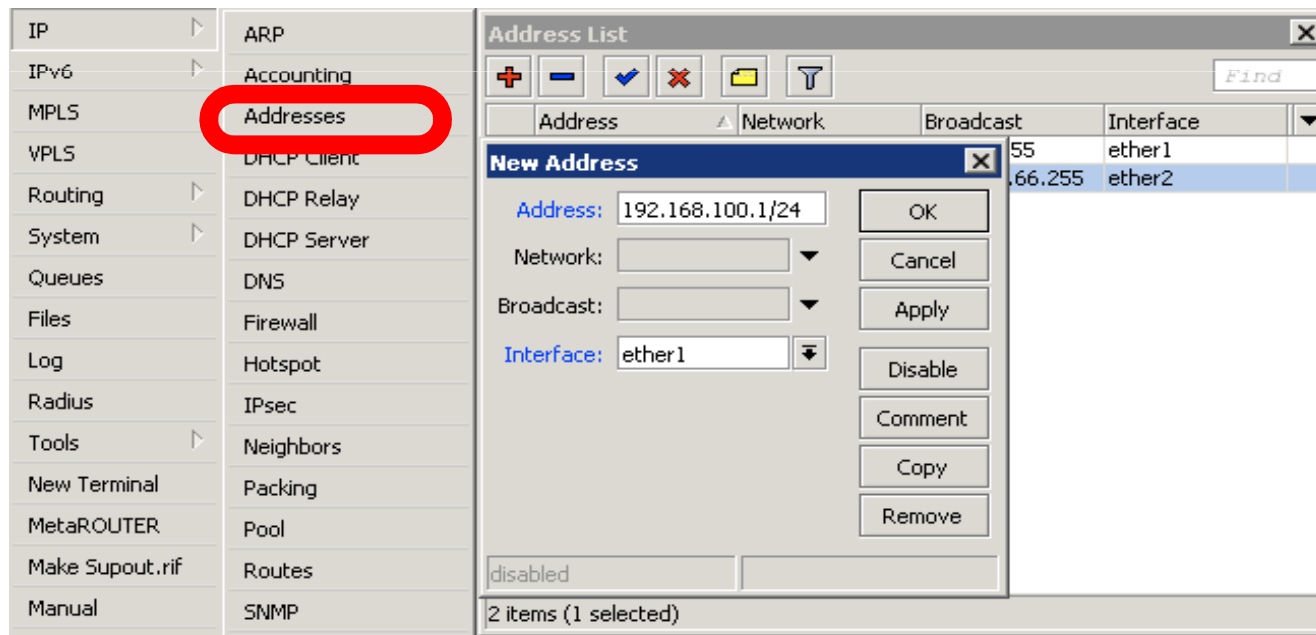 IP
IPv6
MPLS
VPLS
Routing
System
Queues
Files
Log
Radius
Tools
New Terminal
MetaROUTER
Make Supout.rif
Manual
ARP
Accounting
Addresses
DHCP Client
DHCP Relay
DHCP Server
DNS
Firewall
Hotspot
IPsec
Neighbors
Packing
Pool
Routes
SNMP
Address List
Find
Address Network Broadcast Interface
55 ether1
.66.255 ether2
New Address
Address: 192.168.100.1/24
Network:
Broadcast:
Interface: ether1
OK
Cancel
Apply
Disable
Comment
Copy
Remove
disabled
2 items (1 selected)